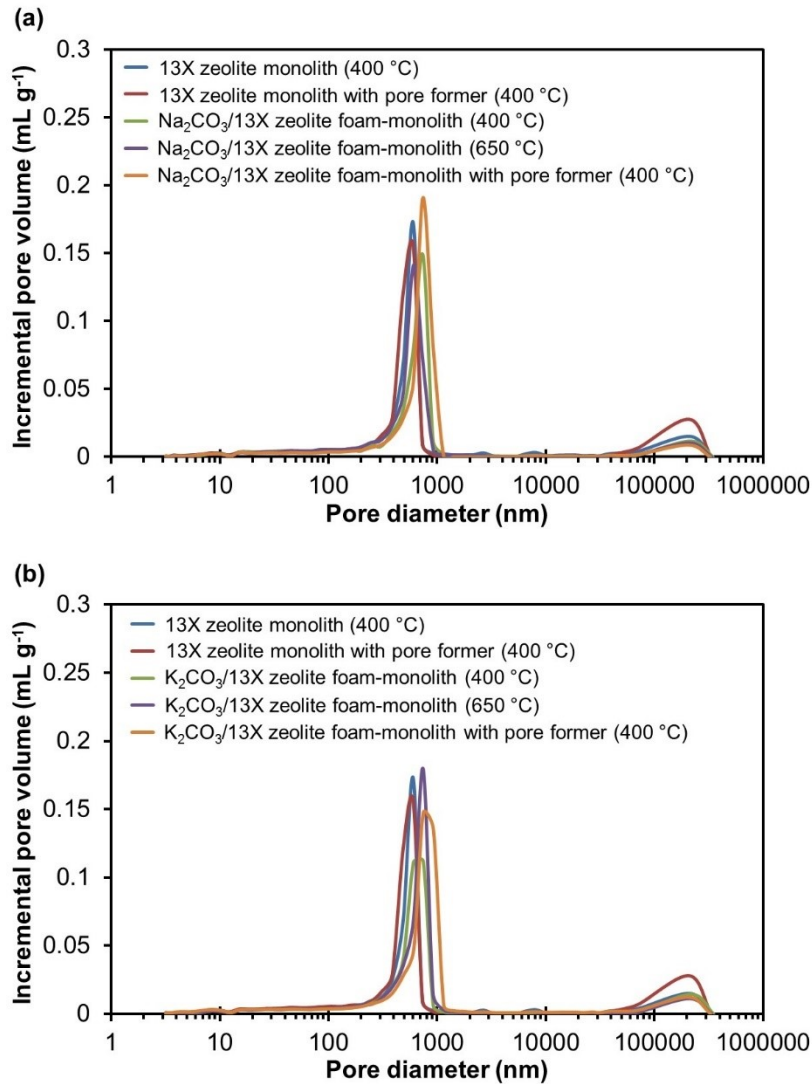 (a)
0.3
0.25
0.2
0.15
0.1
0.05
0
Incremental pore volume (mL g⁻¹)
13X zeolite monolith (400 °C)
13X zeolite monolith with pore former (400 °C)
Na₂CO₃/13X zeolite foam-monolith (400 °C)
Na₂CO₃/13X zeolite foam-monolith (650 °C)
Na₂CO₃/13X zeolite foam-monolith with pore former (400 °C)
1 10 100 1000 10000 100000 1000000
Pore diameter (nm)
(b)
0.3
0.25
0.2
0.15
0.1
0.05
0
Incremental pore volume (mL g⁻¹)
13X zeolite monolith (400 °C)
13X zeolite monolith with pore former (400 °C)
K₂CO₃/13X zeolite foam-monolith (400 °C)
K₂CO₃/13X zeolite foam-monolith (650 °C)
K₂CO₃/13X zeolite foam-monolith with pore former (400 °C)
1 10 100 1000 10000 100000 1000000
Pore diameter (nm)